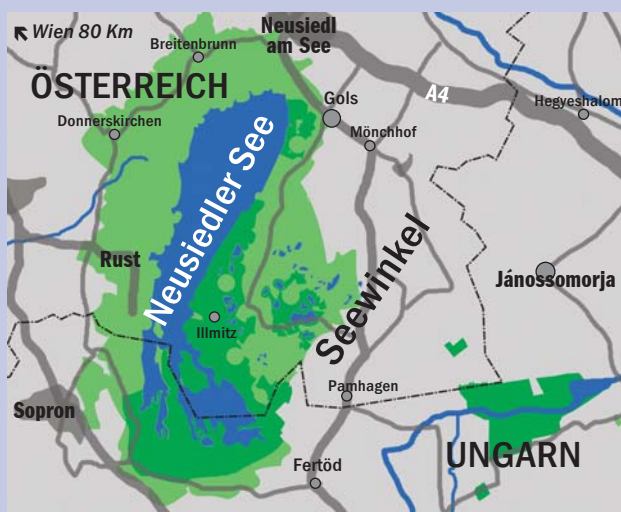 Wien 80 Km
Neusiedl
am See
Breitenbrunn
ÖSTERREICH
A4
Gols
Hegyeshalom
Donnerskirchen
Mönchhof
Neusiedler See
Seewinkel
Rust
Jánossomorja
Illmitz
Pamhagen
Sopron
UNGARN
Fertöd